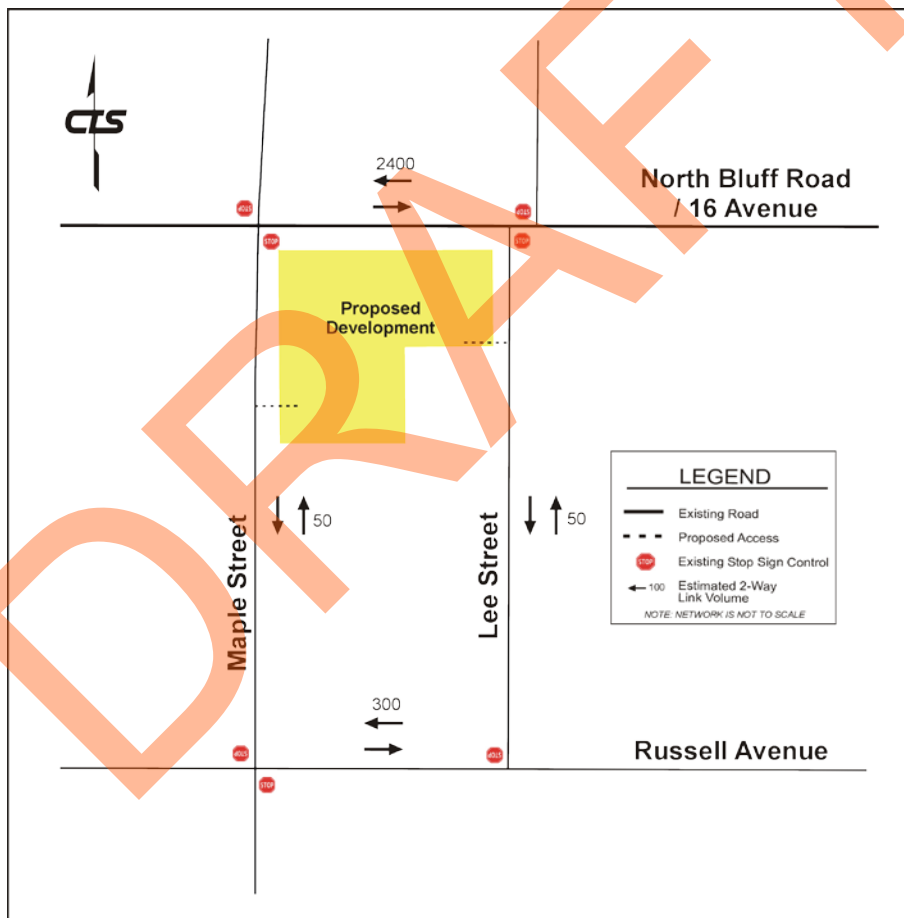 DRAFT
CTS
2400
North Bluff Road
/ 16 Avenue
STOP
STOP
STOP
STOP
Proposed
Development
Maple Street
50
Lee Street
50
LEGEND
Existing Road
Proposed Access
STOP
Existing Stop Sign Control
100
Estimated 2-Way
Link Volume
NOTE: NETWORK IS NOT TO SCALE
300
STOP
STOP
Russell Avenue
STOP